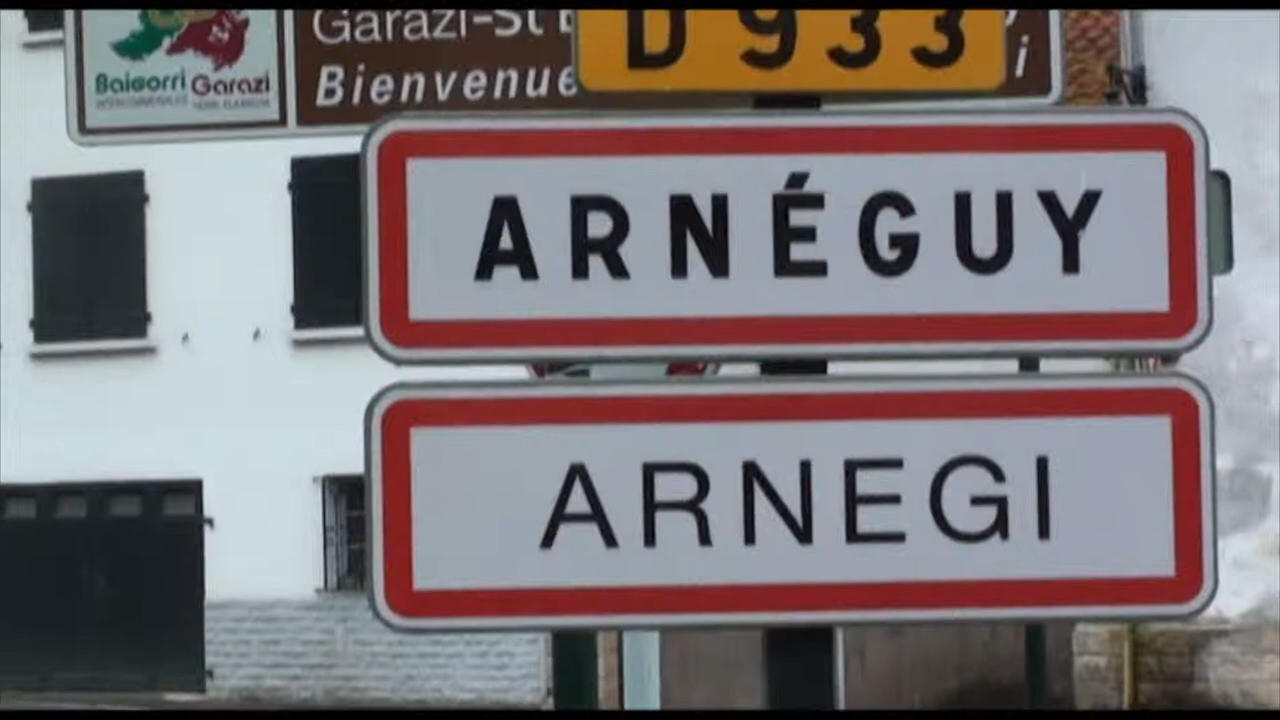 Garazi-St
Bienvenue
D 933
i
Baigorri Garazi
ARNÉGUY
ARNEGI